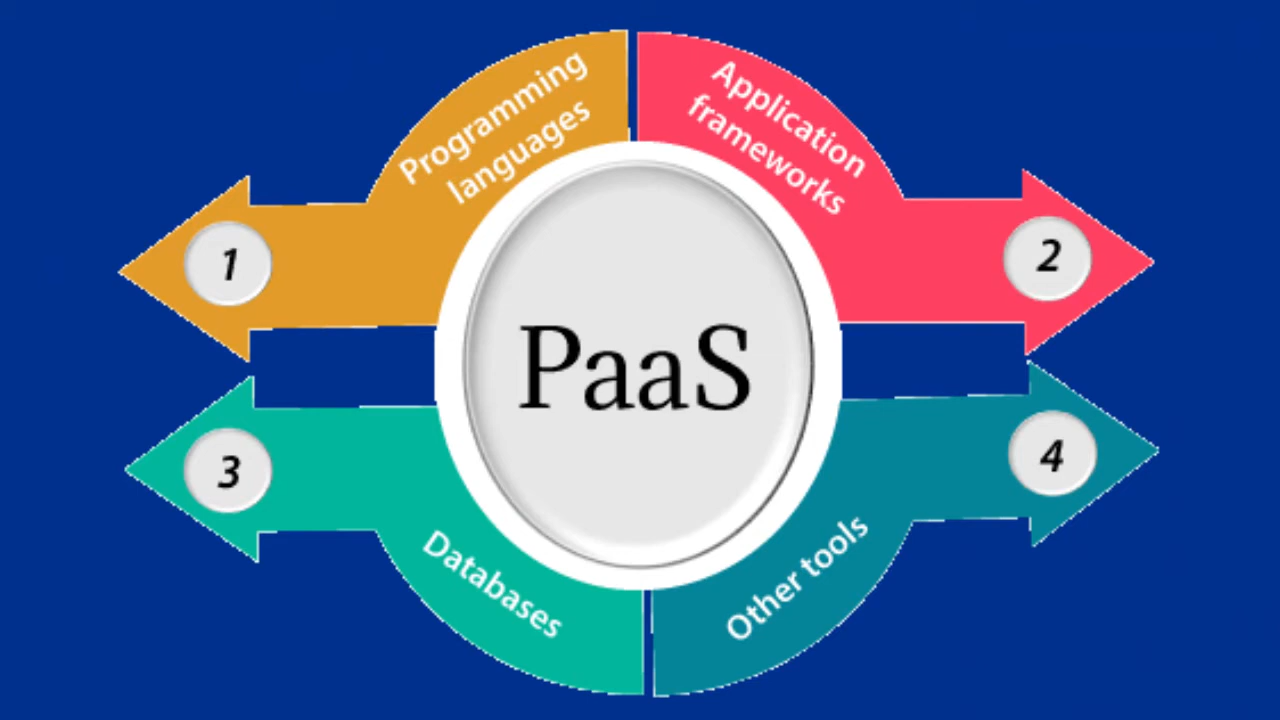 Programming
languages
Application
frameworks
1
2
PaaS
3
4
Databases
Other tools